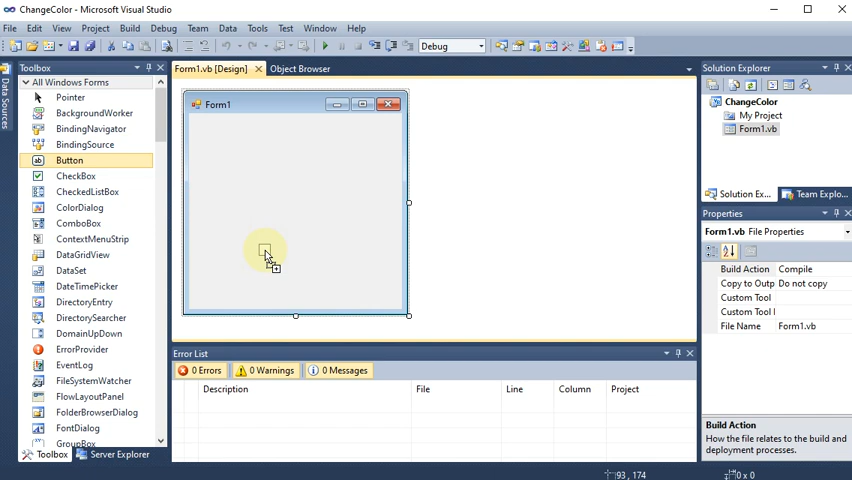 ChangeColor - Microsoft Visual Studio
File Edit View Project Build Debug Team Data Tools Test Window Help
Debug
Data Sources
Toolbox
All Windows Forms
Pointer
BackgroundWorker
BindingNavigator
BindingSource
Button
CheckBox
CheckedListBox
ColorDialog
ComboBox
ContextMenuStrip
DataGridView
DataSet
DateTimePicker
DirectoryEntry
DirectorySearcher
DomainUpDown
ErrorProvider
EventLog
FileSystemWatcher
FlowLayoutPanel
FolderBrowserDialog
FontDialog
GroupBox
Toolbox Server Explorer
Form1.vb [Design] Object Browser
Form1
Error List
0 Errors 0 Warnings 0 Messages
Description File Line Column Project
Solution Explorer
ChangeColor
My Project
Form1.vb
Solution Ex... Team Explo...
Properties
Form1.vb File Properties
Build Action Compile
Copy to Outp Do not copy
Custom Tool
Custom Tool
File Name Form1.vb
Build Action
How the file relates to the build and
deployment processes.
93 , 174 0 x 0